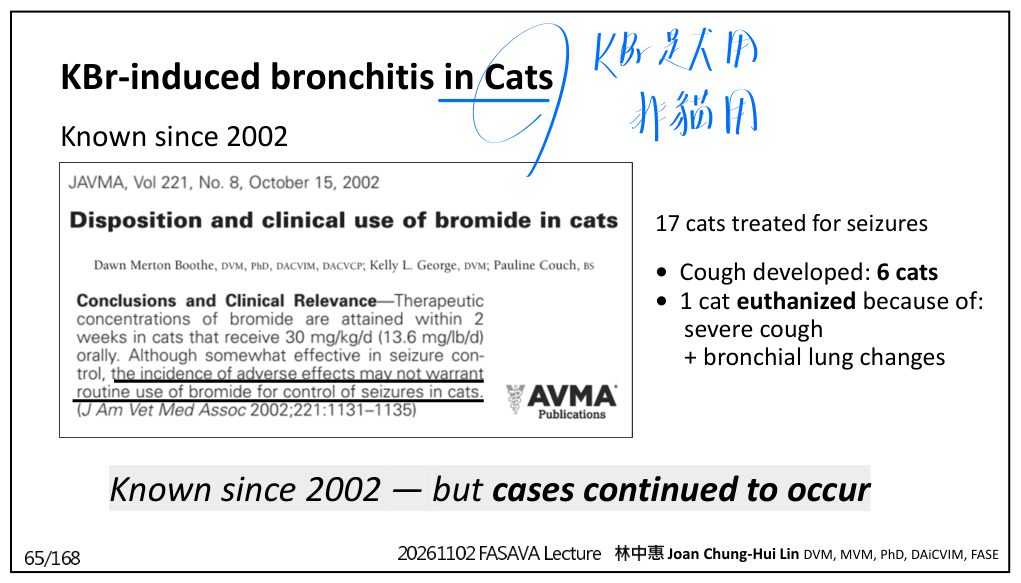 KBr-induced bronchitis in Cats
KBr 是犬用
非貓用
Known since 2002
JAVMA, Vol 221, No. 8, October 15, 2002
Disposition and clinical use of bromide in cats
Dawn Merton Boothe, DVM, PhD, DACVIM, DACVCP; Kelly L. George, DVM; Pauline Couch, BS
Conclusions and Clinical Relevance—Therapeutic
concentrations of bromide are attained within 2
weeks in cats that receive 30 mg/kg/d (13.6 mg/lb/d)
orally. Although somewhat effective in seizure con-
trol, the incidence of adverse effects may not warrant
routine use of bromide for control of seizures in cats.
(J Am Vet Med Assoc 2002;221:1131–1135)
AVMA
Publications
17 cats treated for seizures
• Cough developed: 6 cats
• 1 cat euthanized because of:
severe cough
+ bronchial lung changes
Known since 2002 — but cases continued to occur
65/168
20261102 FASAVA Lecture 林中惠 Joan Chung-Hui Lin DVM, MVM, PhD, DAiCVIM, FASE